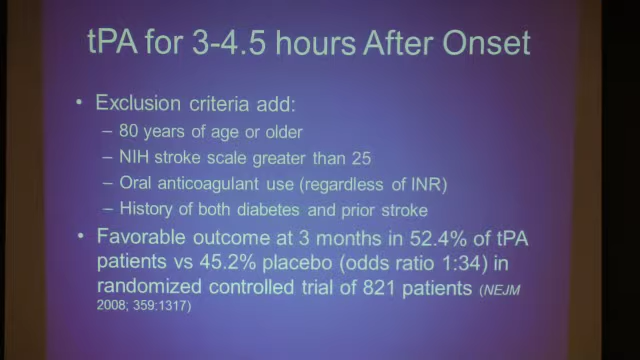 tPA for 3-4.5 hours After Onset
• Exclusion criteria add:
– 80 years of age or older
– NIH stroke scale greater than 25
– Oral anticoagulant use (regardless of INR)
– History of both diabetes and prior stroke
• Favorable outcome at 3 months in 52.4% of tPA
patients vs 45.2% placebo (odds ratio 1:34) in
randomized controlled trial of 821 patients (NEJM
2008; 359:1317)